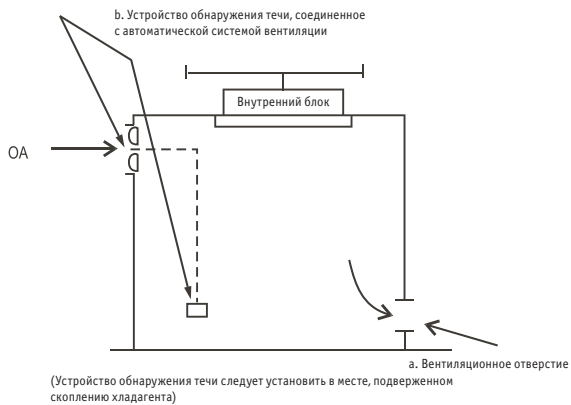 b. Устройство обнаружения течи, соединенное
с автоматической системой вентиляции
Внутренний блок
OA
a. Вентиляционное отверстие
(Устройство обнаружения течи следует установить в месте, подверженном
скоплению хладагента)